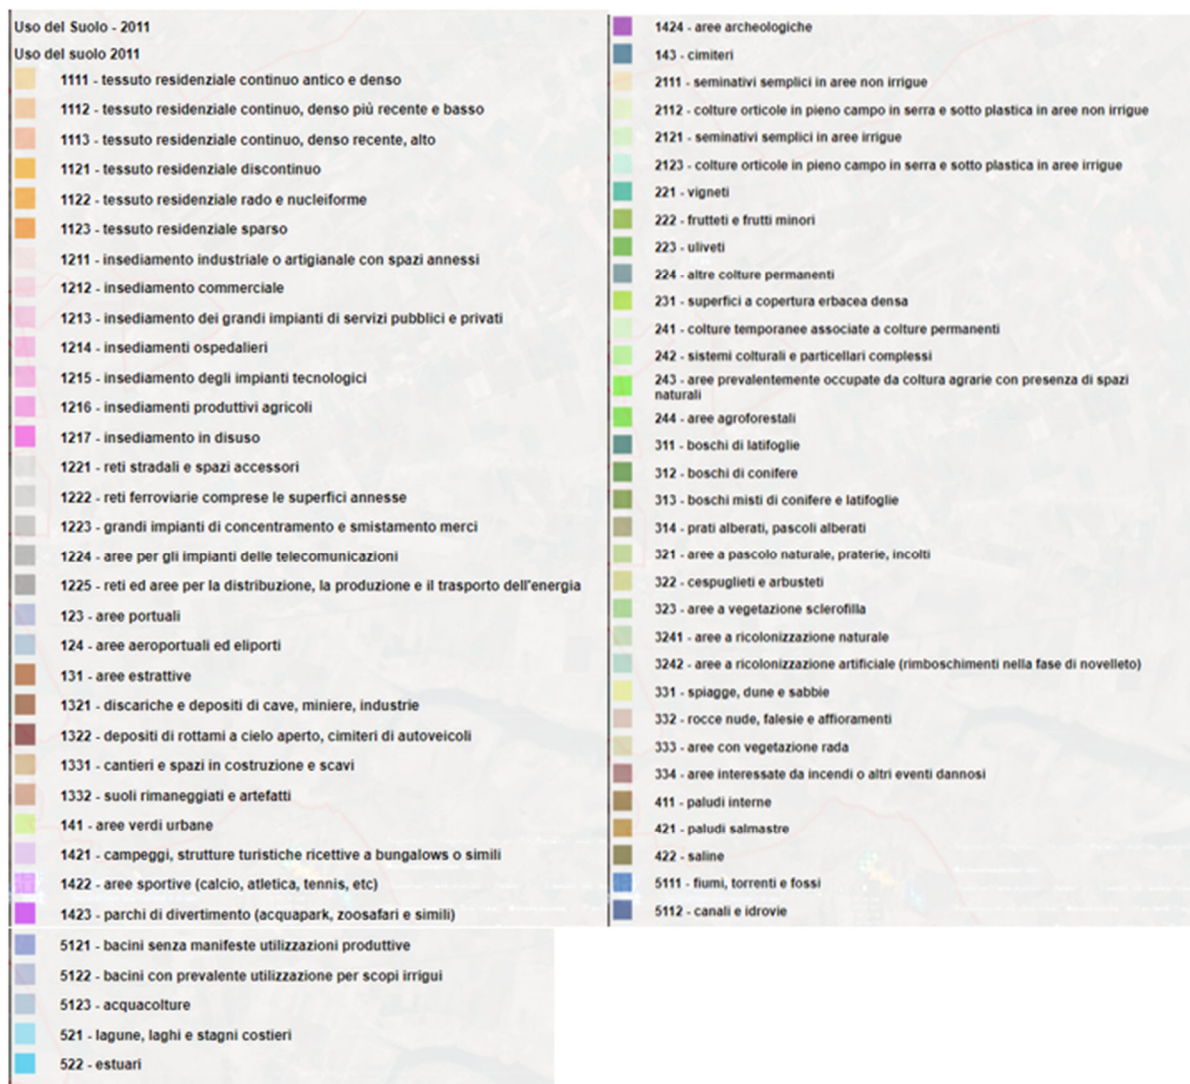 Uso del Suolo - 2011
Uso del suolo 2011
1111 - tessuto residenziale continuo antico e denso
1112 - tessuto residenziale continuo, denso più recente e basso
1113 - tessuto residenziale continuo, denso recente, alto
1121 - tessuto residenziale discontinuo
1122 - tessuto residenziale rado e nucleiforme
1123 - tessuto residenziale sparso
1211 - insediamento industriale o artigianale con spazi annessi
1212 - insediamento commerciale
1213 - insediamento dei grandi impianti di servizi pubblici e privati
1214 - insediamenti ospedalieri
1215 - insediamento degli impianti tecnologici
1216 - insediamenti produttivi agricoli
1217 - insediamento in disuso
1221 - reti stradali e spazi accessori
1222 - reti ferroviarie comprese le superfici annesse
1223 - grandi impianti di concentramento e smistamento merci
1224 - aree per gli impianti delle telecomunicazioni
1225 - reti ed aree per la distribuzione, la produzione e il trasporto dell'energia
123 - aree portuali
124 - aree aeroportuali ed eliporti
131 - aree estrattive
1321 - discariche e depositi di cave, miniere, industrie
1322 - depositi di rottami a cielo aperto, cimiteri di autoveicoli
1331 - cantieri e spazi in costruzione e scavi
1332 - suoli rimaneggiati e artefatti
141 - aree verdi urbane
1421 - campeggi, strutture turistiche ricettive a bungalows o simili
1422 - aree sportive (calcio, atletica, tennis, etc)
1423 - parchi di divertimento (acquapark, zoosafari e simili)
5121 - bacini senza manifeste utilizzazioni produttive
5122 - bacini con prevalente utilizzazione per scopi irrigui
5123 - acquacolture
521 - lagune, laghi e stagni costieri
522 - estuari
1424 - aree archeologiche
143 - cimiteri
2111 - seminativi semplici in aree non irrigue
2112 - colture orticole in pieno campo in serra e sotto plastica in aree non irrigue
2121 - seminativi semplici in aree irrigue
2123 - colture orticole in pieno campo in serra e sotto plastica in aree irrigue
221 - vigneti
222 - frutteti e frutti minori
223 - uliveti
224 - altre colture permanenti
231 - superfici a copertura erbacea densa
241 - colture temporanee associate a colture permanenti
242 - sistemi colturali e particellari complessi
243 - aree prevalentemente occupate da coltura agrarie con presenza di spazi
naturali
244 - aree agroforestali
311 - boschi di latifoglie
312 - boschi di conifere
313 - boschi misti di conifere e latifoglie
314 - prati alberati, pascoli alberati
321 - aree a pascolo naturale, praterie, incolti
322 - cespuglieti e arbusteti
323 - aree a vegetazione sclerofilla
3241 - aree a ricolonizzazione naturale
3242 - aree a ricolonizzazione artificiale (rimboschimenti nella fase di novelleto)
331 - spiagge, dune e sabbie
332 - rocce nude, falesie e affioramenti
333 - aree con vegetazione rada
334 - aree interessate da incendi o altri eventi dannosi
411 - paludi interne
421 - paludi salmastre
422 - saline
5111 - fiumi, torrenti e fossi
5112 - canali e idrovie